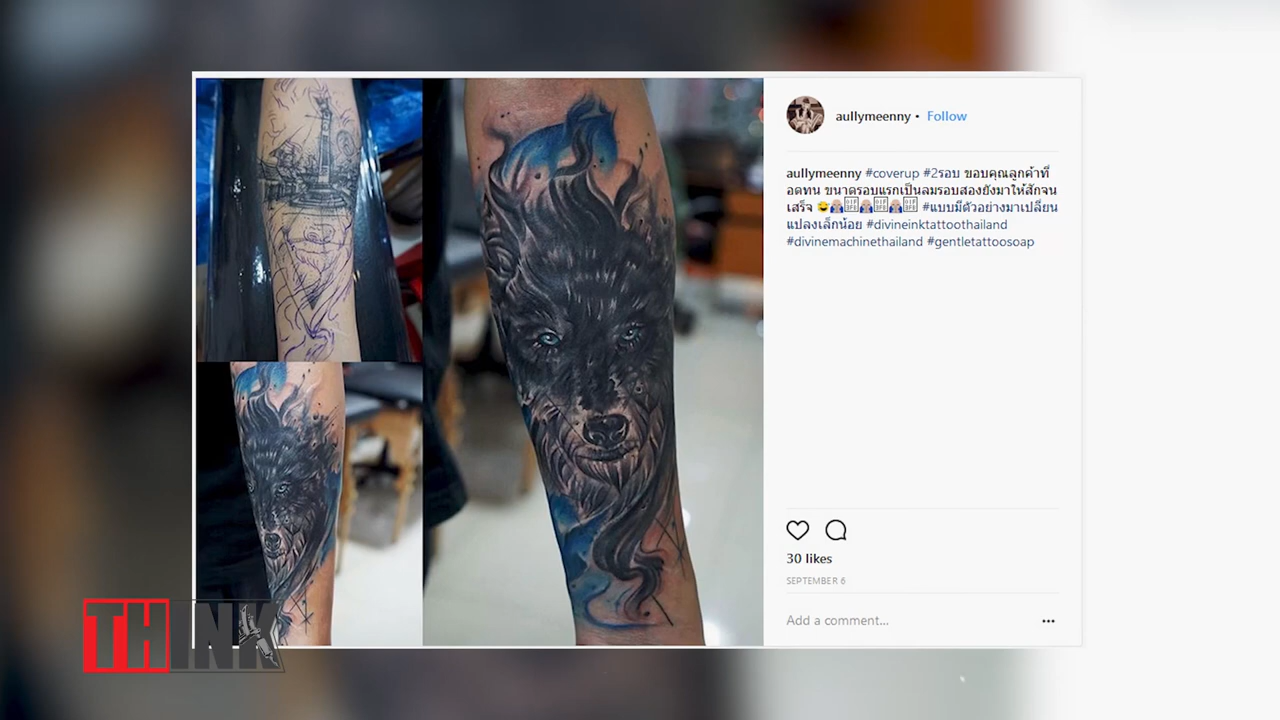 aullymeenny • Follow
aullymeenny #coverup #2รอบ ขอบคุณลูกค้าที่
อดทน ขนาดรอบแรกเป็นลมรอบสองยังมาให้สักจน
เสร็จ 😅🙏🏿🙏🏿🙏🏿 #แบบมีตัวอย่างมาเปลี่ยน
แปลงเล็กน้อย #divineinktattoothailand
#divinemachinethailand #gentletattoosoap
30 likes
SEPTEMBER 6
Add a comment...
THINK